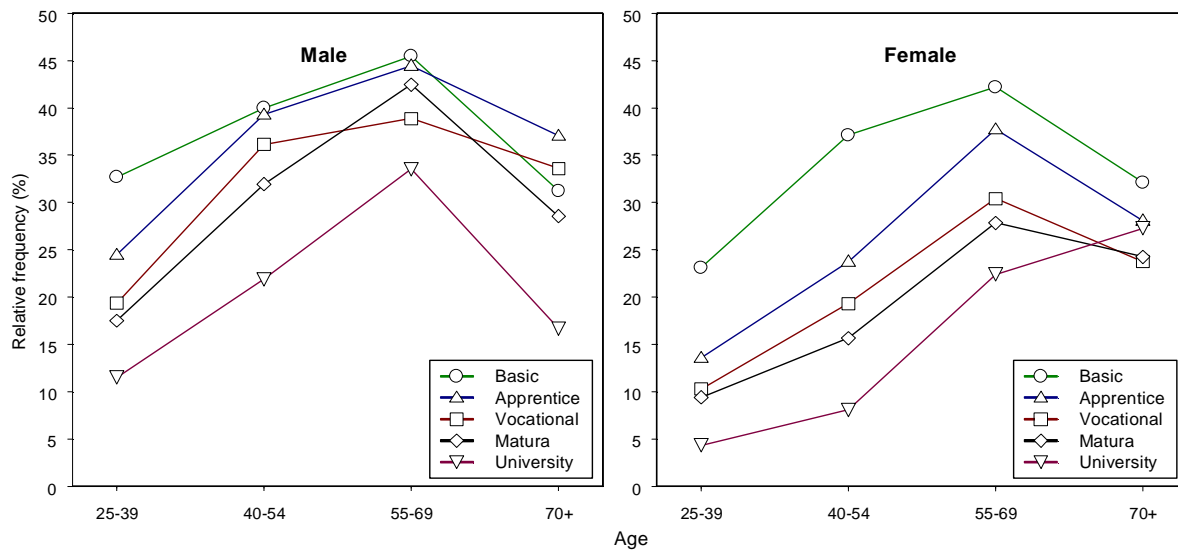 Male
Female
Relative frequency (%)
50
45
40
35
30
25
20
15
10
5
0
Basic
Apprentice
Vocational
Matura
University
25-39
40-54
55-69
70+
50
45
40
35
30
25
20
15
10
5
0
Basic
Apprentice
Vocational
Matura
University
25-39
40-54
55-69
70+
Age